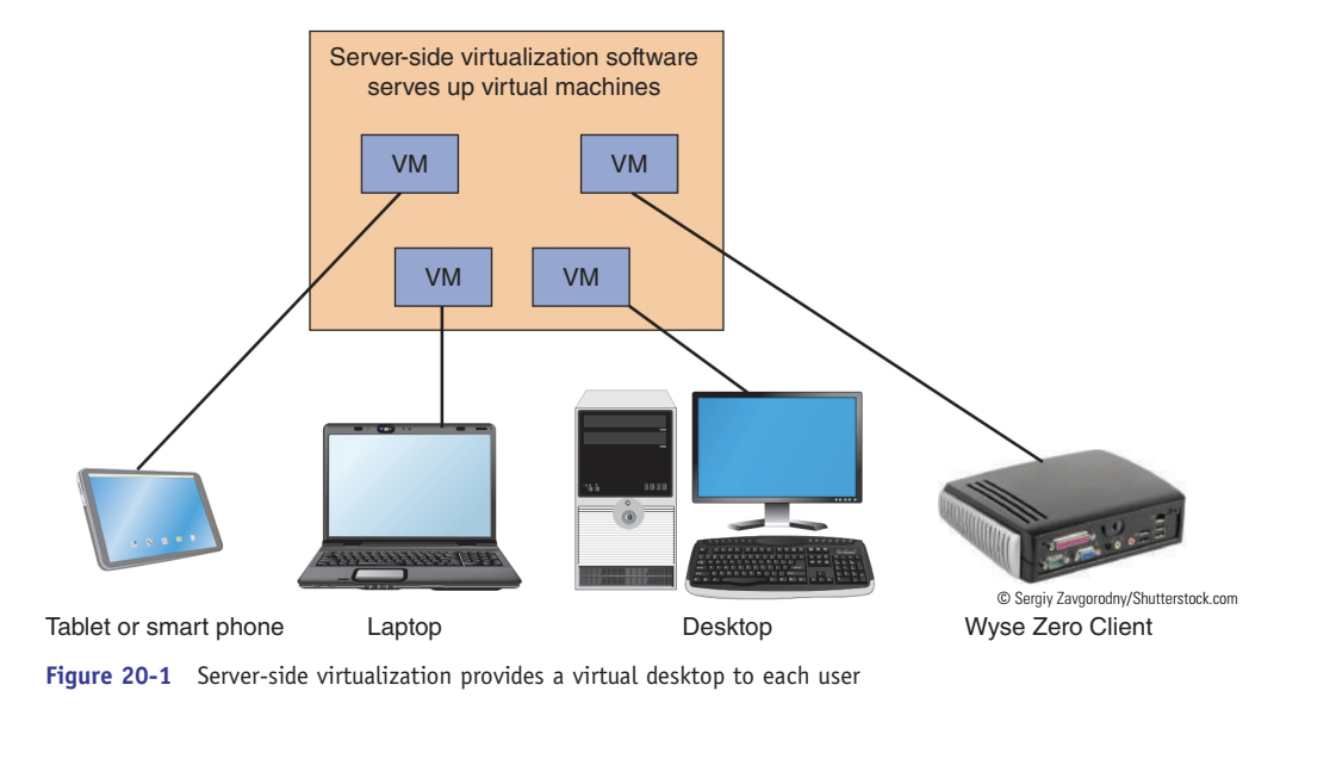 Server-side virtualization software
serves up virtual machines
VM
VM
VM
VM
© Sergiy Zavgorodny/Shutterstock.com
Tablet or smart phone
Laptop
Desktop
Wyse Zero Client
Figure 20-1 Server-side virtualization provides a virtual desktop to each user